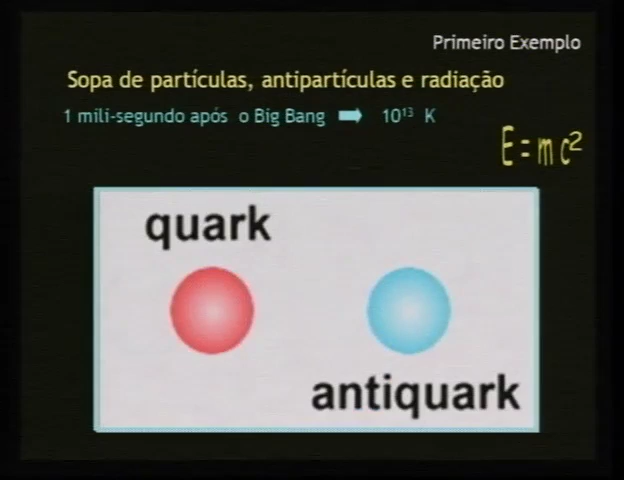 Primeiro Exemplo
Sopa de partículas, antipartículas e radiação
1 mili-segundo após o Big Bang ➡ 10¹³ K
E=mc²
quark
antiquark